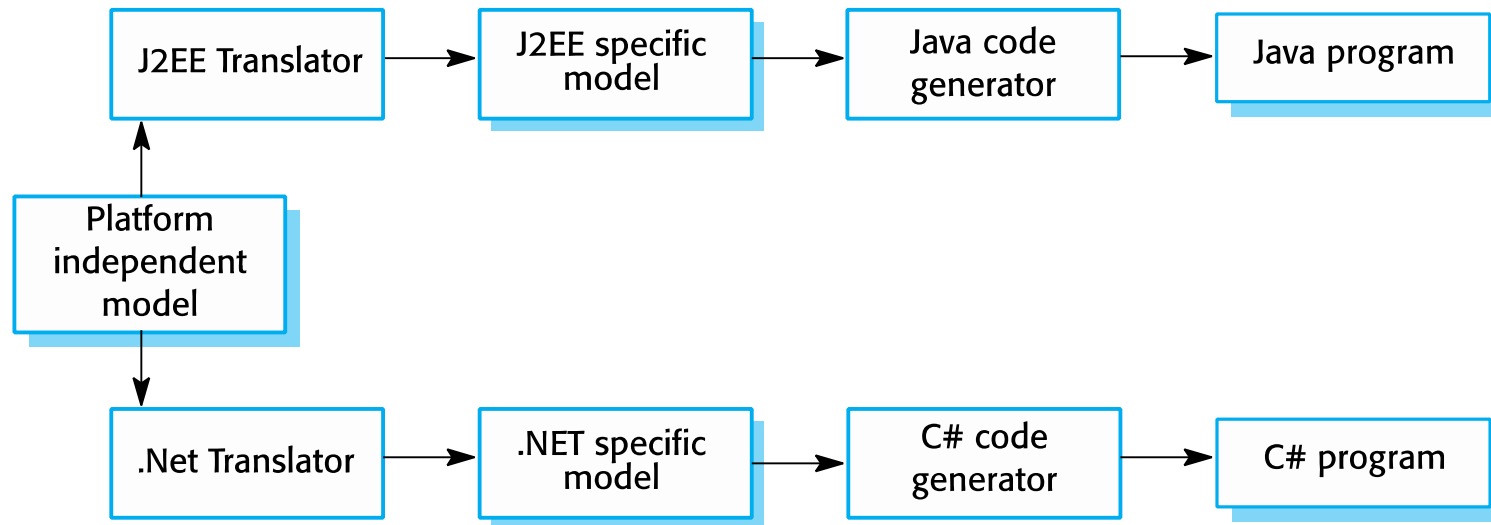 J2EE Translator
J2EE specific
model
Java code
generator
Java program
Platform
independent
model
.Net Translator
.NET specific
model
C# code
generator
C# program